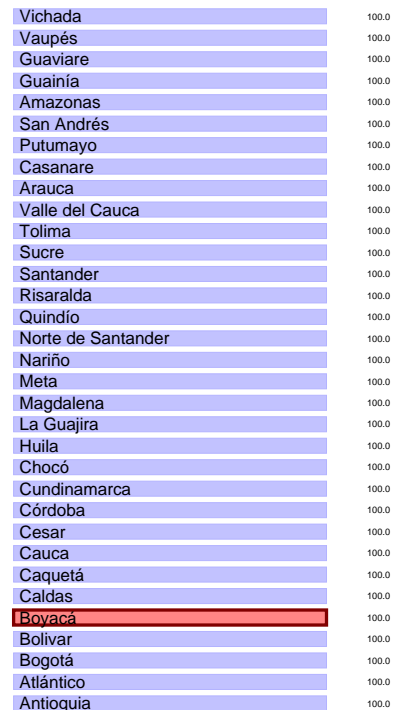 Vichada 100.0
Vaupés 100.0
Guaviare 100.0
Guainía 100.0
Amazonas 100.0
San Andrés 100.0
Putumayo 100.0
Casanare 100.0
Arauca 100.0
Valle del Cauca 100.0
Tolima 100.0
Sucre 100.0
Santander 100.0
Risaralda 100.0
Quindío 100.0
Norte de Santander 100.0
Nariño 100.0
Meta 100.0
Magdalena 100.0
La Guajira 100.0
Huila 100.0
Chocó 100.0
Cundinamarca 100.0
Córdoba 100.0
Cesar 100.0
Cauca 100.0
Caquetá 100.0
Caldas 100.0
Boyacá 100.0
Bolivar 100.0
Bogotá 100.0
Atlántico 100.0
Antioquia 100.0